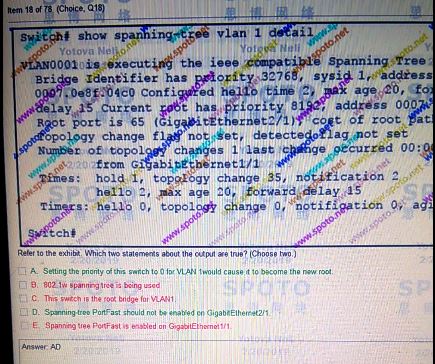 Item 18 of 78 (Choice, Q18)
Switch# show spanning-tree vlan 1 detail
VLAN0001 is executing the ieee compatible Spanning Tree
Bridge Identifier has priority 32768, sysid 1, address
0007.0e8f.04c0 Configured hello time 2, max age 20, for
delay 15 Current root has priority 8192, address 0007
Root port is 65 (GigabitEthernet2/1), cost of root path
Topology change flag not set, detected flag not set
Number of topology changes 1 last change occurred 00:0
from GigabitEthernet1/1
Times: hold 1, topology change 35, notification 2
hello 2, max age 20, forward delay 15
Timers: hello 0, topology change 0, notification 0, agi
Switch#
Refer to the exhibit. Which two statements about the output are true? (Choose two.)
A. Setting the priority of this switch to 0 for VLAN 1would cause it to become the new root.
B. 802.1w spanning tree is being used
C. This switch is the root bridge for VLAN1
D. Spanning-tree PortFast should not be enabled on GigabitEthernet2/1.
E. Spanning-tree PortFast is enabled on GigabitEthernet1/1.
Answer: AD